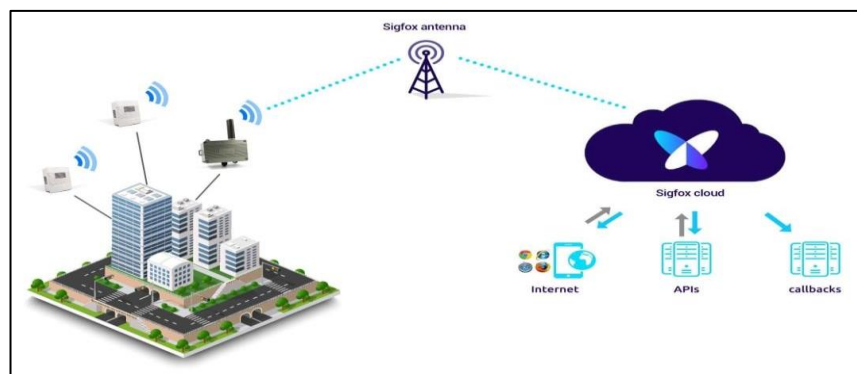 Sigfox antenna
Sigfox cloud
Internet
APIs
callbacks